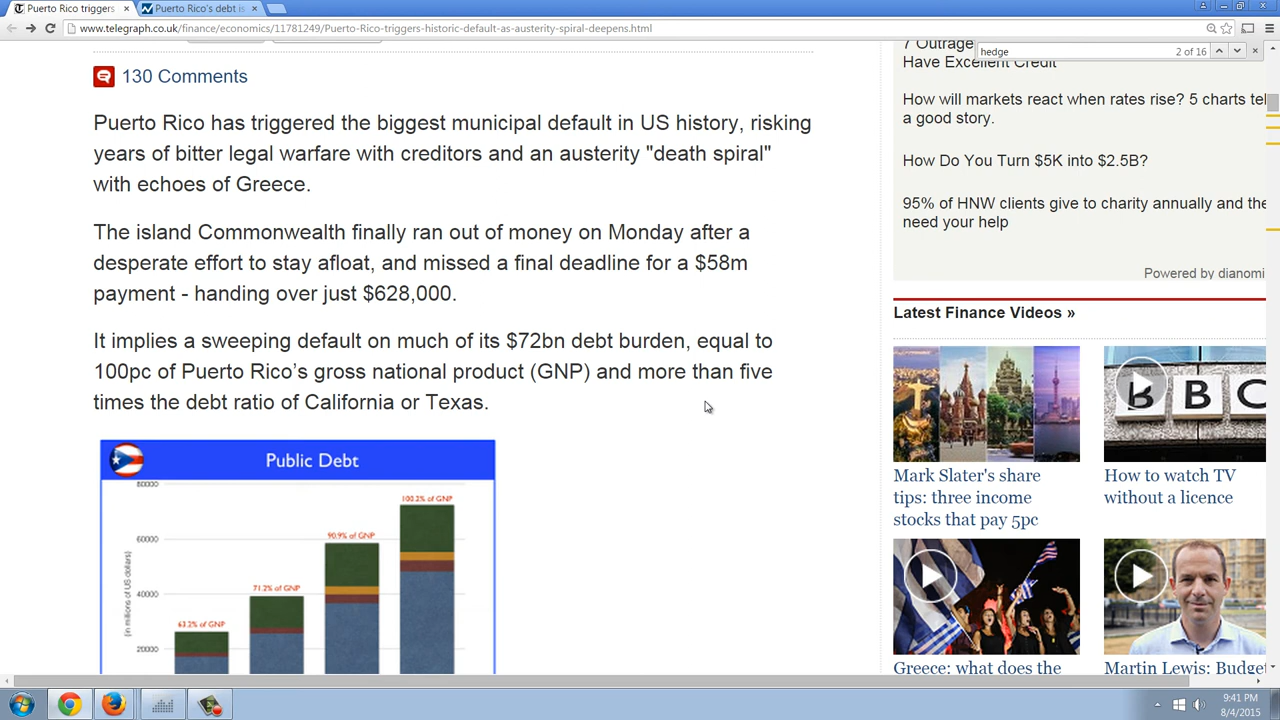 Puerto Rico triggers
Puerto Rico's debt is
www.telegraph.co.uk/finance/economics/11781249/Puerto-Rico-triggers-historic-default-as-austerity-spiral-deepens.html
hedge
2 of 16
130 Comments
Puerto Rico has triggered the biggest municipal default in US history, risking
years of bitter legal warfare with creditors and an austerity "death spiral"
with echoes of Greece.
The island Commonwealth finally ran out of money on Monday after a
desperate effort to stay afloat, and missed a final deadline for a $58m
payment - handing over just $628,000.
It implies a sweeping default on much of its $72bn debt burden, equal to
100pc of Puerto Rico's gross national product (GNP) and more than five
times the debt ratio of California or Texas.
Public Debt
80000
60000
40000
20000
(in millions of US dollars)
63.2% of GNP
71.2% of GNP
90.9% of GNP
100.2% of GNP
7 Outrage
Have Excellent Credit
How will markets react when rates rise? 5 charts tel
a good story.
How Do You Turn $5K into $2.5B?
95% of HNW clients give to charity annually and the
need your help
Powered by dianomi
Latest Finance Videos »
BBC
Mark Slater's share
tips: three income
stocks that pay 5pc
How to watch TV
without a licence
Greece: what does the
Martin Lewis: Budget
9:41 PM
8/4/2015